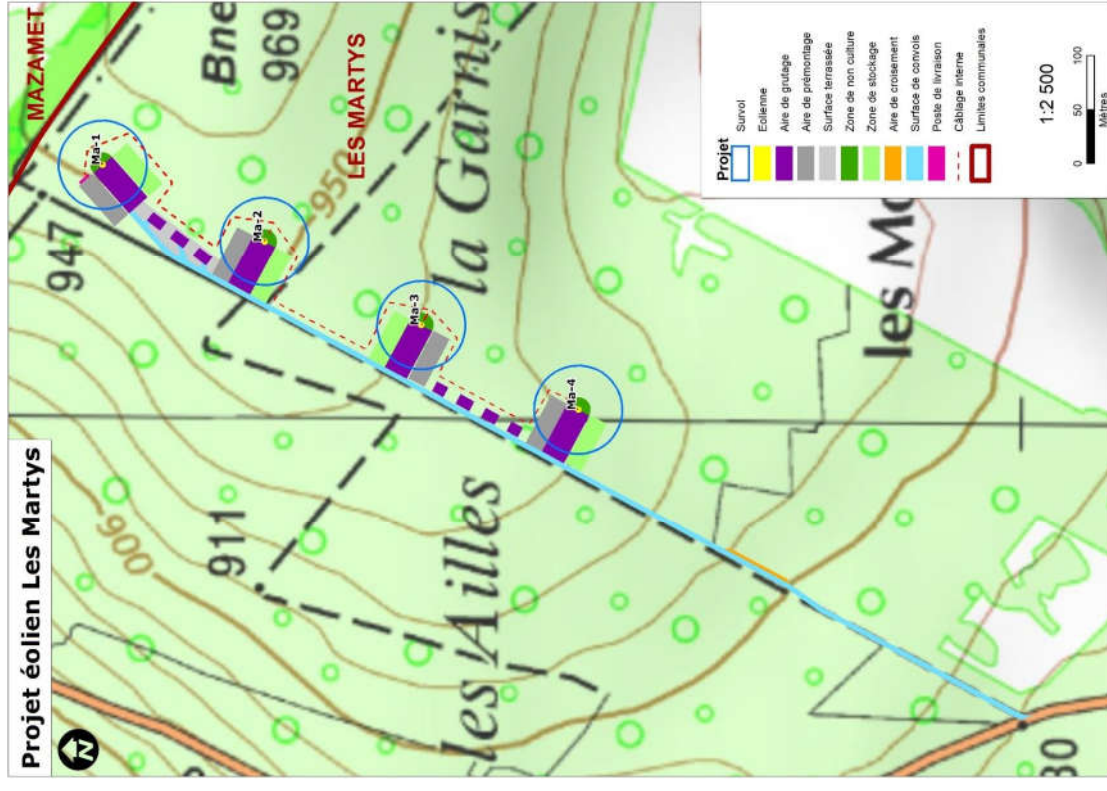 Projet éolien Les Martys
N
MAZAMET
LES MARTYS
Bne
969
947
950
911
900
Ma-1
Ma-2
Ma-3
Ma-4
la Garnis
les Ailles
les Mo
30
Projet
Survol
Eolienne
Aire de grutage
Aire de prémontage
Surface terrassée
Zone de non culture
Zone de stockage
Aire de croisement
Surface de convois
Poste de livraison
Câblage interne
Limites communales
1:2 500
0 50 100
Mètres